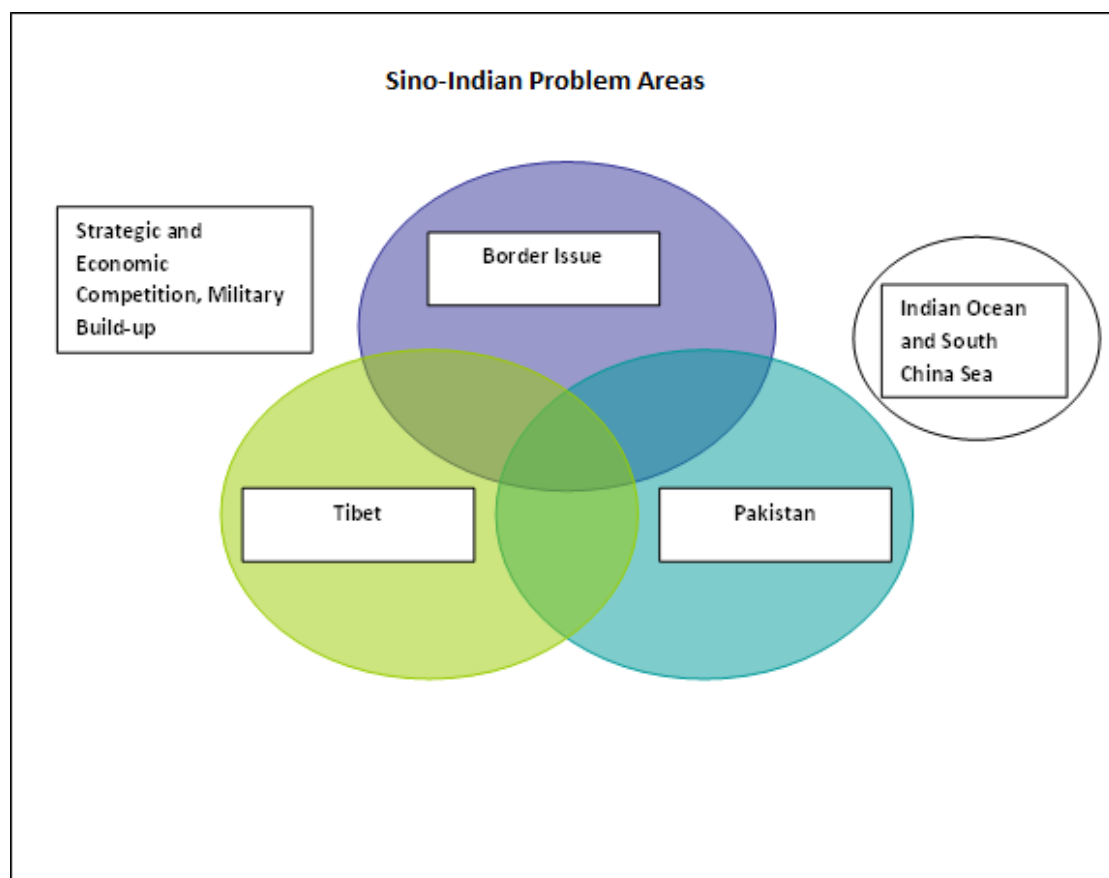 Sino-Indian Problem Areas
Strategic and
Economic
Competition, Military
Build-up
Border Issue
Indian Ocean
and South
China Sea
Tibet
Pakistan